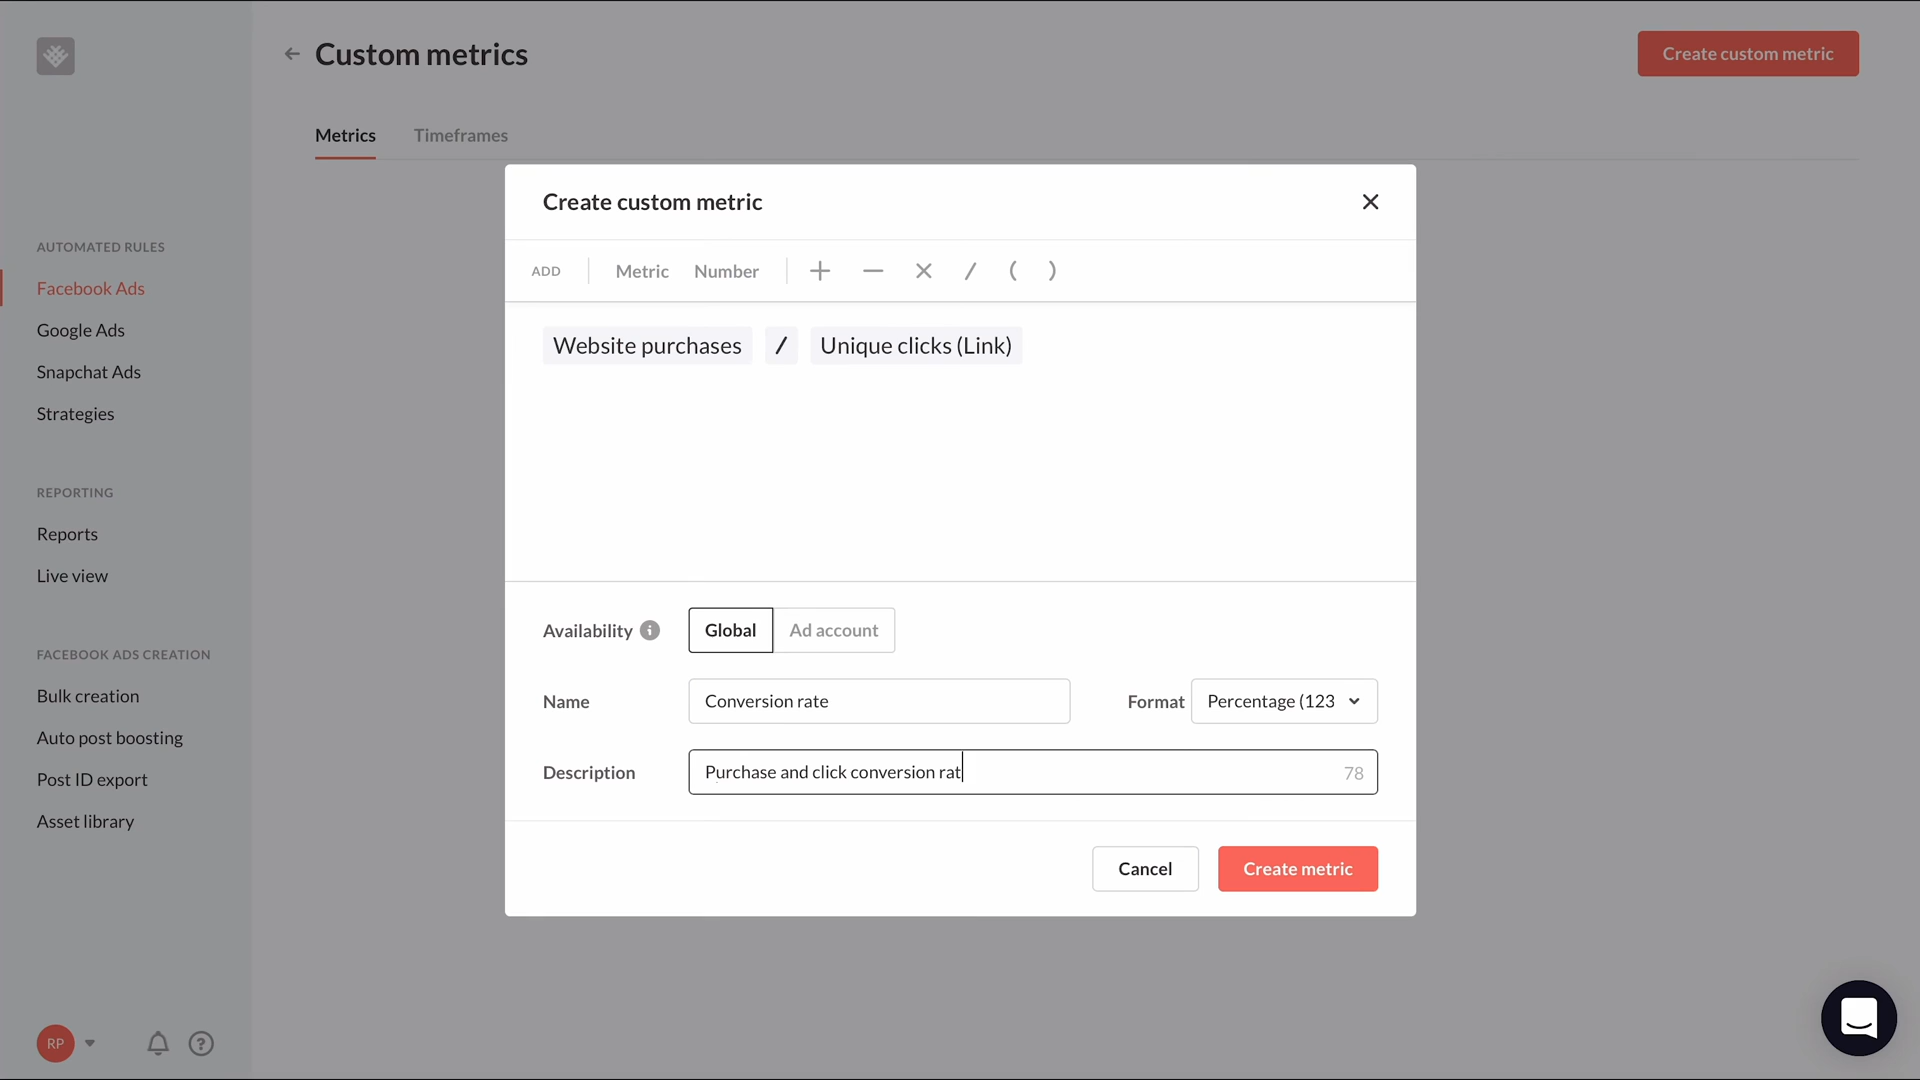 Custom metrics
Create custom metric
Metrics Timeframes
AUTOMATED RULES
Facebook Ads
Google Ads
Snapchat Ads
Strategies
REPORTING
Reports
Live view
FACEBOOK ADS CREATION
Bulk creation
Auto post boosting
Post ID export
Asset library
RP
?
Create custom metric
ADD Metric Number + — × / ( )
Website purchases / Unique clicks (Link)
Availability i Global Ad account
Name Conversion rate Format Percentage (123
Description Purchase and click conversion rat 78
Cancel Create metric